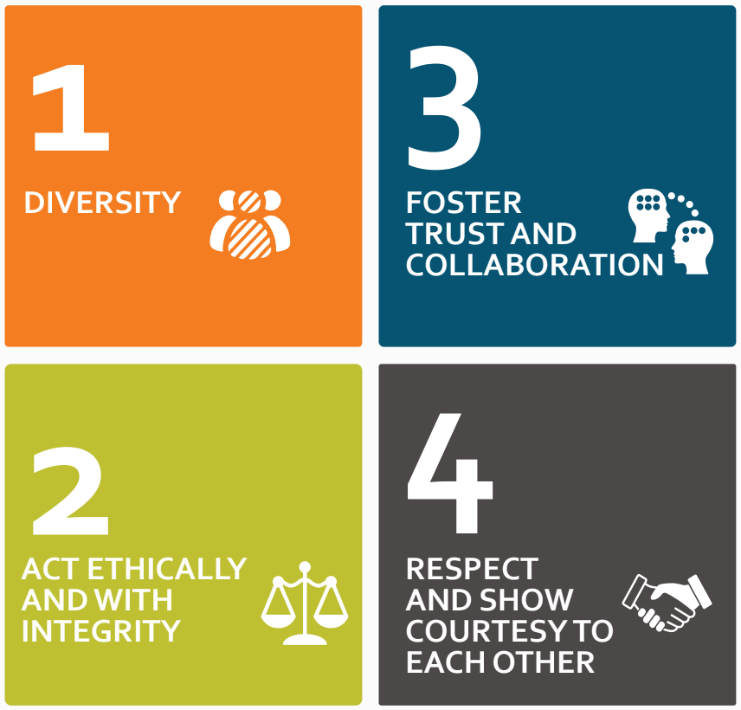 1
DIVERSITY
2
ACT ETHICALLY
AND WITH
INTEGRITY
3
FOSTER
TRUST AND
COLLABORATION
4
RESPECT
AND SHOW
COURTESY TO
EACH OTHER